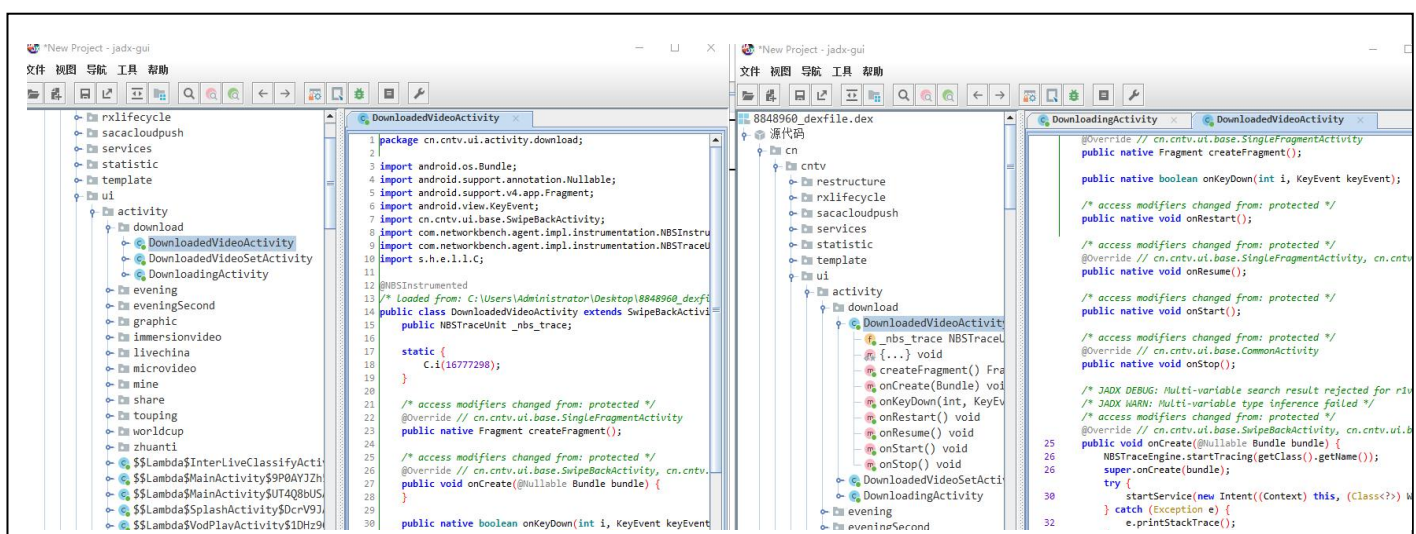 *New Project - jadx-gui
文件 视图 导航 工具 帮助
rxlifecycle
sacacloudpush
services
statistic
template
ui
activity
download
DownloadedVideoActivity
DownloadedVideoSetActivity
DownloadingActivity
evening
eveningSecond
graphic
immersionvideo
livechina
microvideo
mine
share
touping
worldcup
zhuanti
$$Lambda$InterLiveClassifyActi
$$Lambda$MainActivity$9P0AYJZh
$$Lambda$MainActivity$UT4Q8bUS
$$Lambda$SplashActivity$DcrV9J
$$Lambda$VodPlayActivity$1DHz9
DownloadedVideoActivity
1 package cn.cntv.ui.activity.download;
2
3 import android.os.Bundle;
4 import android.support.annotation.Nullable;
5 import android.support.v4.app.Fragment;
6 import android.view.KeyEvent;
7 import cn.cntv.ui.base.SwipeBackActivity;
8 import com.networkbench.agent.impl.instrumentation.NBSInstru
9 import com.networkbench.agent.impl.instrumentation.NBSTraceU
10 import s.h.e.l.l.C;
11
12 @NBSInstrumented
13 /* loaded from: C:\Users\Administrator\Desktop\8848960_dexfi
14 public class DownloadedVideoActivity extends SwipeBackActivi
15 public NBSTraceUnit _nbs_trace;
16
17 static {
18 C.i(16777298);
19 }
20
21 /* access modifiers changed from: protected */
22 @Override // cn.cntv.ui.base.SingleFragmentActivity
23 public native Fragment createFragment();
24
25 /* access modifiers changed from: protected */
26 @Override // cn.cntv.ui.base.SwipeBackActivity, cn.cntv.
27 public void onCreate(@Nullable Bundle bundle) {
28 }
29
30 public native boolean onKeyDown(int i, KeyEvent keyEvent
*New Project - jadx-gui
文件 视图 导航 工具 帮助
8848960_dexfile.dex
源代码
cn
cntv
restructure
rxlifecycle
sacacloudpush
services
statistic
template
ui
activity
download
DownloadedVideoActivity
_nbs_trace NBSTraceU
{...} void
createFragment() Fra
onCreate(Bundle) voi
onKeyDown(int, KeyEv
onRestart() void
onResume() void
onStart() void
onStop() void
DownloadedVideoSetActi
DownloadingActivity
evening
eveningSecond
DownloadingActivity
DownloadedVideoActivity
@Override // cn.cntv.ui.base.SingleFragmentActivity
public native Fragment createFragment();
public native boolean onKeyDown(int i, KeyEvent keyEvent);
/* access modifiers changed from: protected */
public native void onRestart();
/* access modifiers changed from: protected */
@Override // cn.cntv.ui.base.SingleFragmentActivity, cn.cntv
public native void onResume();
/* access modifiers changed from: protected */
public native void onStart();
/* access modifiers changed from: protected */
@Override // cn.cntv.ui.base.CommonActivity
public native void onStop();
/* JADX DEBUG: Multi-variable search result rejected for r1v
/* JADX WARN: Multi-variable type inference failed */
/* access modifiers changed from: protected */
@Override // cn.cntv.ui.base.SwipeBackActivity, cn.cntv.ui.b
25 public void onCreate(@Nullable Bundle bundle) {
26 NBSTraceEngine.startTracing(getClass().getName());
26 super.onCreate(bundle);
try {
30 startService(new Intent((Context) this, (Class<?>) W
} catch (Exception e) {
32 e.printStackTrace();